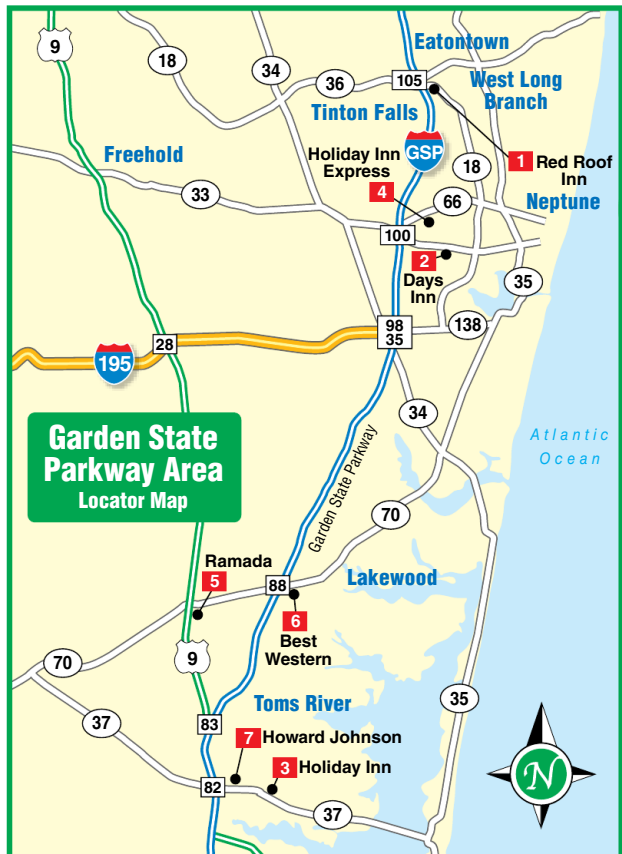 Eatontown
9
18
34
36
105
West Long
Branch
Tinton Falls
GSP
Freehold
Holiday Inn
Express
1 Red Roof
Inn
18
33
4
66
Neptune
100
2
Days
Inn
35
28
98
35
138
195
34
Garden State
Parkway Area
Locator Map
Atlantic
Ocean
Garden State Parkway
70
Ramada
5
88
Lakewood
6
Best
Western
9
70
35
Toms River
37
83
7 Howard Johnson
3 Holiday Inn
82
37
N